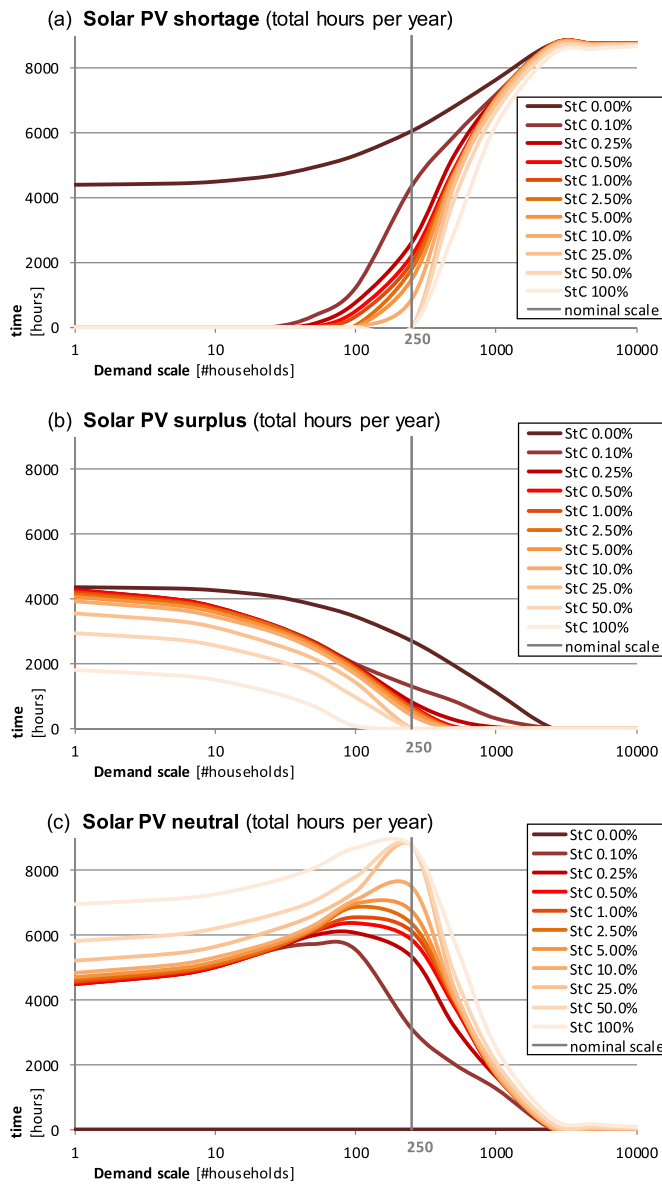 (a) Solar PV shortage (total hours per year)
8000
6000
4000
2000
0
time
[hours]
1
10
100
250
1000
10000
Demand scale [#households]
StC 0.00%
StC 0.10%
StC 0.25%
StC 0.50%
StC 1.00%
StC 2.50%
StC 5.00%
StC 10.0%
StC 25.0%
StC 50.0%
StC 100%
nominal scale
(b) Solar PV surplus (total hours per year)
8000
6000
4000
2000
0
time
[hours]
1
10
100
250
1000
10000
Demand scale [#households]
StC 0.00%
StC 0.10%
StC 0.25%
StC 0.50%
StC 1.00%
StC 2.50%
StC 5.00%
StC 10.0%
StC 25.0%
StC 50.0%
StC 100%
nominal scale
(c) Solar PV neutral (total hours per year)
8000
6000
4000
2000
0
time
[hours]
1
10
100
250
1000
10000
Demand scale [#households]
StC 0.00%
StC 0.10%
StC 0.25%
StC 0.50%
StC 1.00%
StC 2.50%
StC 5.00%
StC 10.0%
StC 25.0%
StC 50.0%
StC 100%
nominal scale